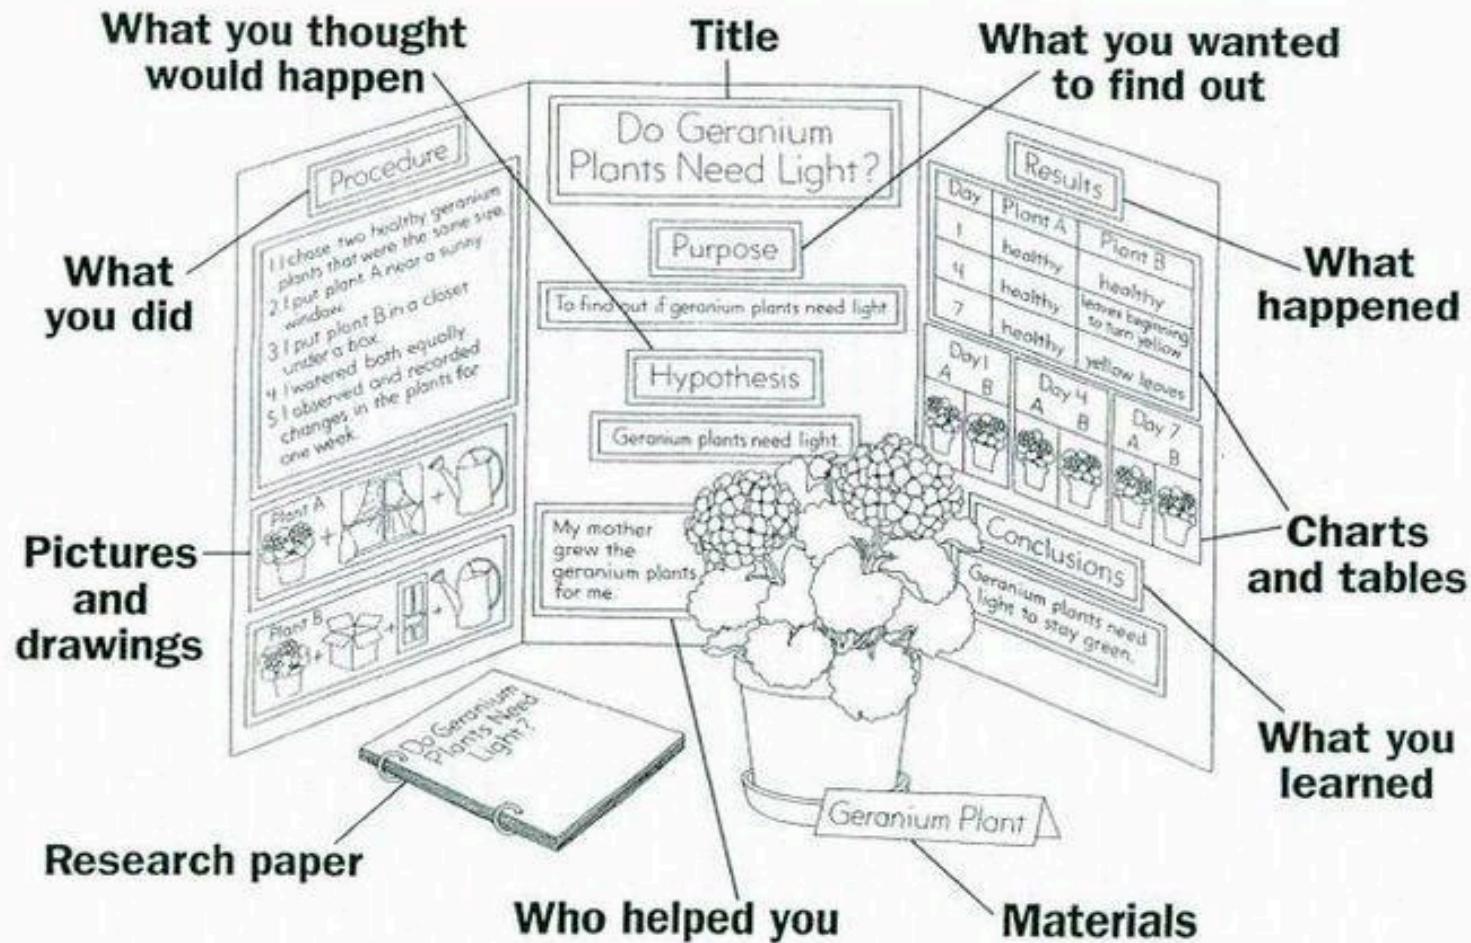 What you thought
would happen
Title
What you wanted
to find out
What
you did
Pictures
and
drawings
Research paper
Who helped you
Materials
What you
learned
Charts
and tables
What
happened
Procedure
1 I chose two healthy geranium
plants that were the same size.
2 I put plant A near a sunny
window.
3 I put plant B in a closet
under a box.
4 I watered both equally.
5 I observed and recorded
changes in the plants for
one week.
Plant A
+ +
Plant B
+ + +
Do Geranium
Plants Need Light?
Purpose
To find out if geranium plants need light
Hypothesis
Geranium plants need light.
My mother
grew the
geranium plants
for me.
Results
Day Plant A Plant B
1 healthy healthy
4 healthy leaves beginning
to turn yellow
7 healthy yellow leaves
Day 1 Day 4 Day 7
A B A B A B
Conclusions
Geranium plants need
light to stay green.
Do Geranium
Plants Need
Light?
Geranium Plant